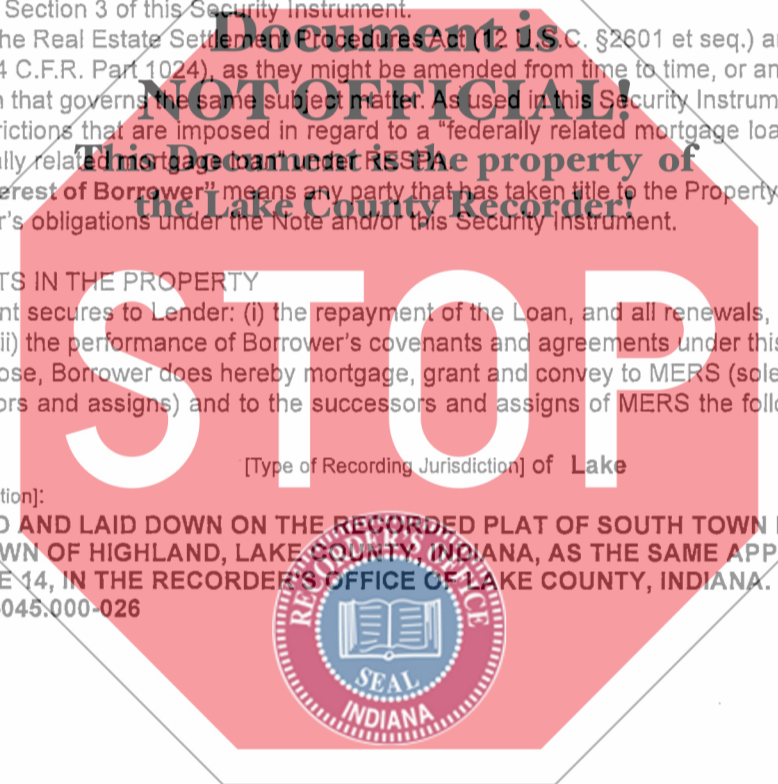 Section 3 of this Security Instrument.
Document is
he Real Estate Settlement Procedures Act (12 U.S.C. §2601 et seq.) a
4 C.F.R. Part 1024), as they might be amended from time to time, or an
NOT OFFICIAL!
that governs the same subject matter. As used in this Security Instrum
ictions that are imposed in regard to a "federally related mortgage loa
This Document is the property of
lly related mortgage loan" under RESPA.
erest of Borrower" means any party that has taken title to the Property
the Lake County Recorder!
r's obligations under the Note and/or this Security Instrument.
TS IN THE PROPERTY
nt secures to Lender: (i) the repayment of the Loan, and all renewals,
ii) the performance of Borrower's covenants and agreements under this
ose, Borrower does hereby mortgage, grant and convey to MERS (sole
ors and assigns) and to the successors and assigns of MERS the follo
STOP
[Type of Recording Jurisdiction] of Lake
tion]:
D AND LAID DOWN ON THE RECORDED PLAT OF SOUTH TOWN
WN OF HIGHLAND, LAKE COUNTY, INDIANA, AS THE SAME APP
E 14, IN THE RECORDER'S OFFICE OF LAKE COUNTY, INDIANA.
045.000-026
RECORDER'S OFFICE
SEAL
INDIANA